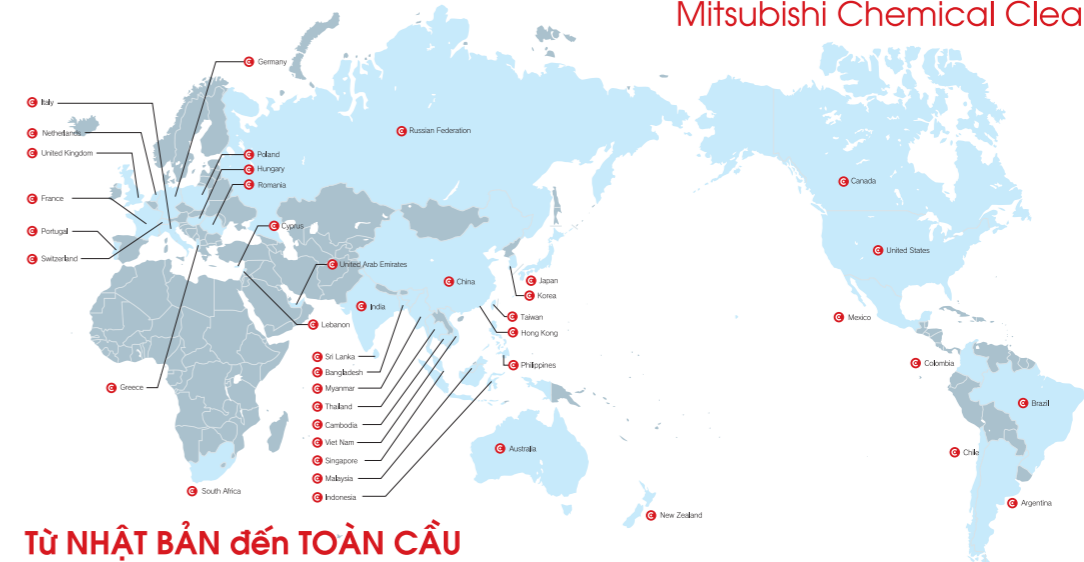 Mitsubishi Chemical Clea
Germany
Italy
Netherlands
United Kingdom
Russian Federation
Poland
Hungary
Romania
Canada
France
Cyprus
Portugal
United States
Switzerland
United Arab Emirates
China
Japan
Korea
India
Taiwan
Mexico
Lebanon
Hong Kong
Sri Lanka
Philippines
Colombia
Bangladesh
Greece
Myanmar
Thailand
Brazil
Cambodia
Viet Nam
Australia
Chile
Singapore
Malaysia
South Africa
Indonesia
Argentina
New Zealand
Từ NHẬT BẢN đến TOÀN CẦU